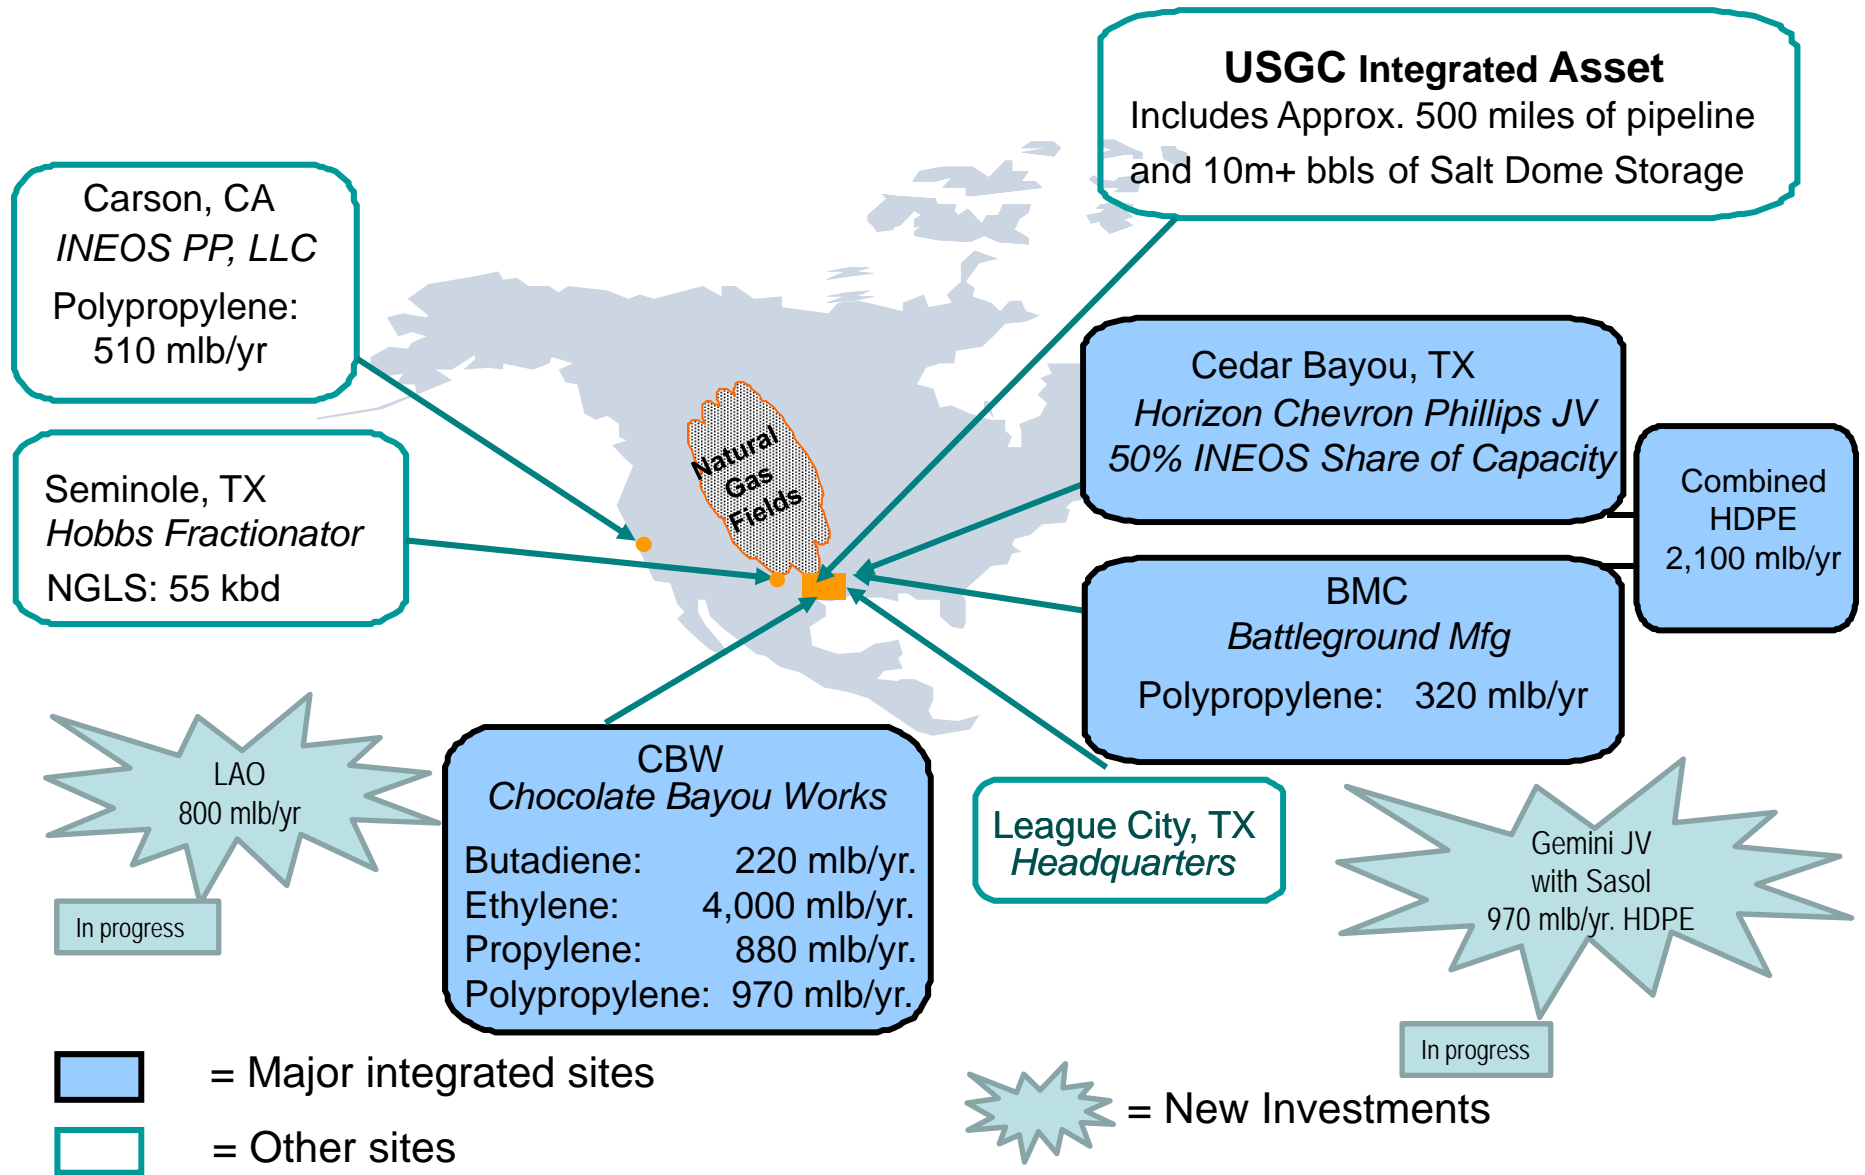 USGC Integrated Asset
Includes Approx. 500 miles of pipeline
and 10m+ bbls of Salt Dome Storage
Carson, CA
INEOS PP, LLC
Polypropylene:
510 mlb/yr
Seminole, TX
Hobbs Fractionator
NGLS: 55 kbd
Natural
Gas
Fields
Cedar Bayou, TX
Horizon Chevron Phillips JV
50% INEOS Share of Capacity
Combined
HDPE
2,100 mlb/yr
BMC
Battleground Mfg
Polypropylene: 320 mlb/yr
LAO
800 mlb/yr
In progress
CBW
Chocolate Bayou Works
Butadiene: 220 mlb/yr.
Ethylene: 4,000 mlb/yr.
Propylene: 880 mlb/yr.
Polypropylene: 970 mlb/yr.
League City, TX
Headquarters
Gemini JV
with Sasol
970 mlb/yr. HDPE
In progress
= Major integrated sites
= Other sites
= New Investments